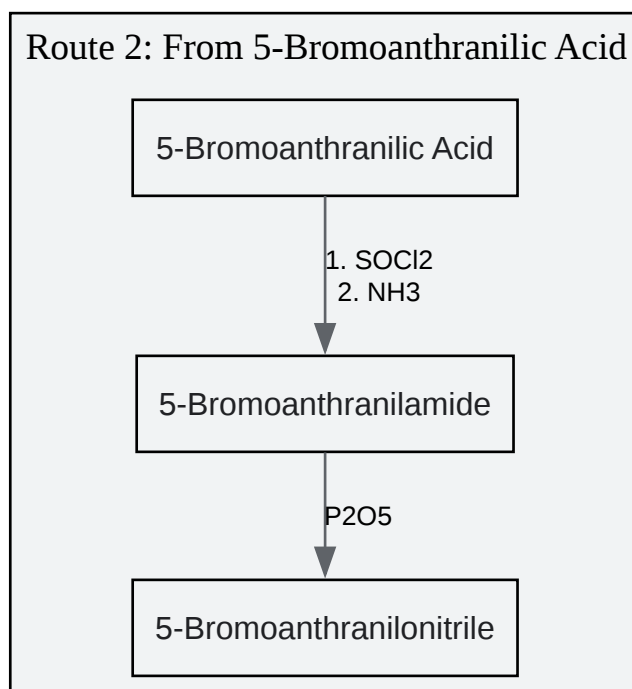 Route 2: From 5-Bromoanthranilic Acid
5-Bromoanthranilic Acid
1. SOCl2
2. NH3
5-Bromoanthranilamide
P2O5
5-Bromoanthranilonitrile